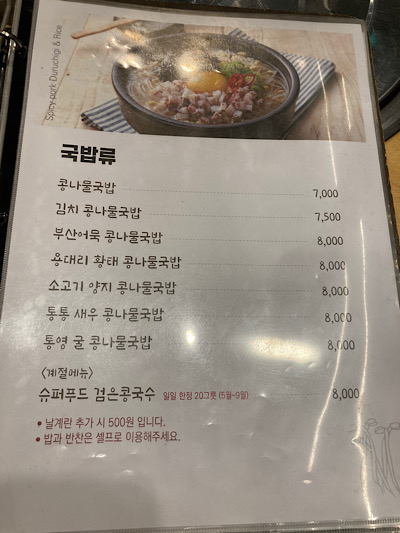 Spicy pork Duruchigi & Rice
국밥류
콩나물국밥 7,000
김치 콩나물국밥 7,500
부산어묵 콩나물국밥 8,000
용대리 황태 콩나물국밥 8,000
소고기 양지 콩나물국밥 8,000
통통 새우 콩나물국밥 8,000
통영 굴 콩나물국밥 8,000
<계절메뉴>
슈퍼푸드 검은콩국수 일일 한정 20그릇 (5월~9월) 8,000
• 날계란 추가 시 500원 입니다.
• 밥과 반찬은 셀프로 이용해주세요.